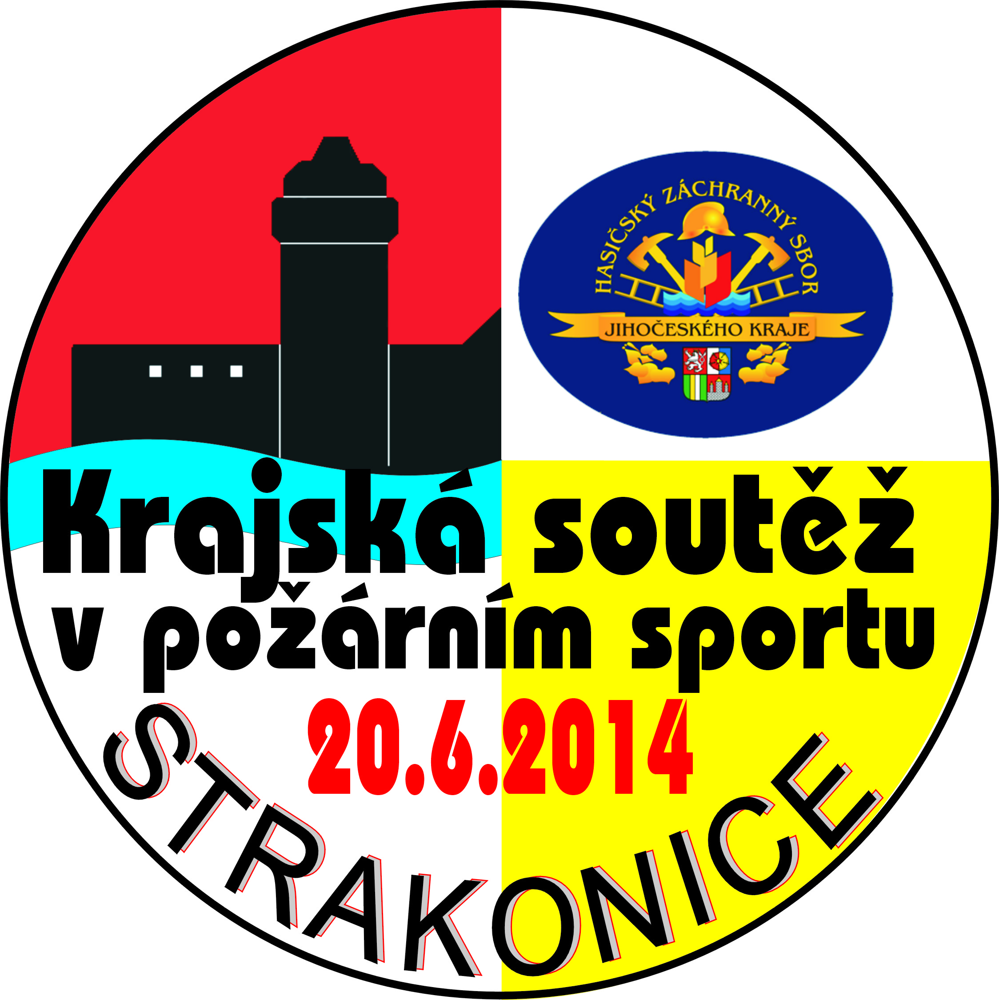 HASIČSKÝ ZÁCHRANNÝ SBOR
JIHOČESKÉHO KRAJE
Krajská soutěž
v požárním sportu
20.6.2014
STRAKONICE